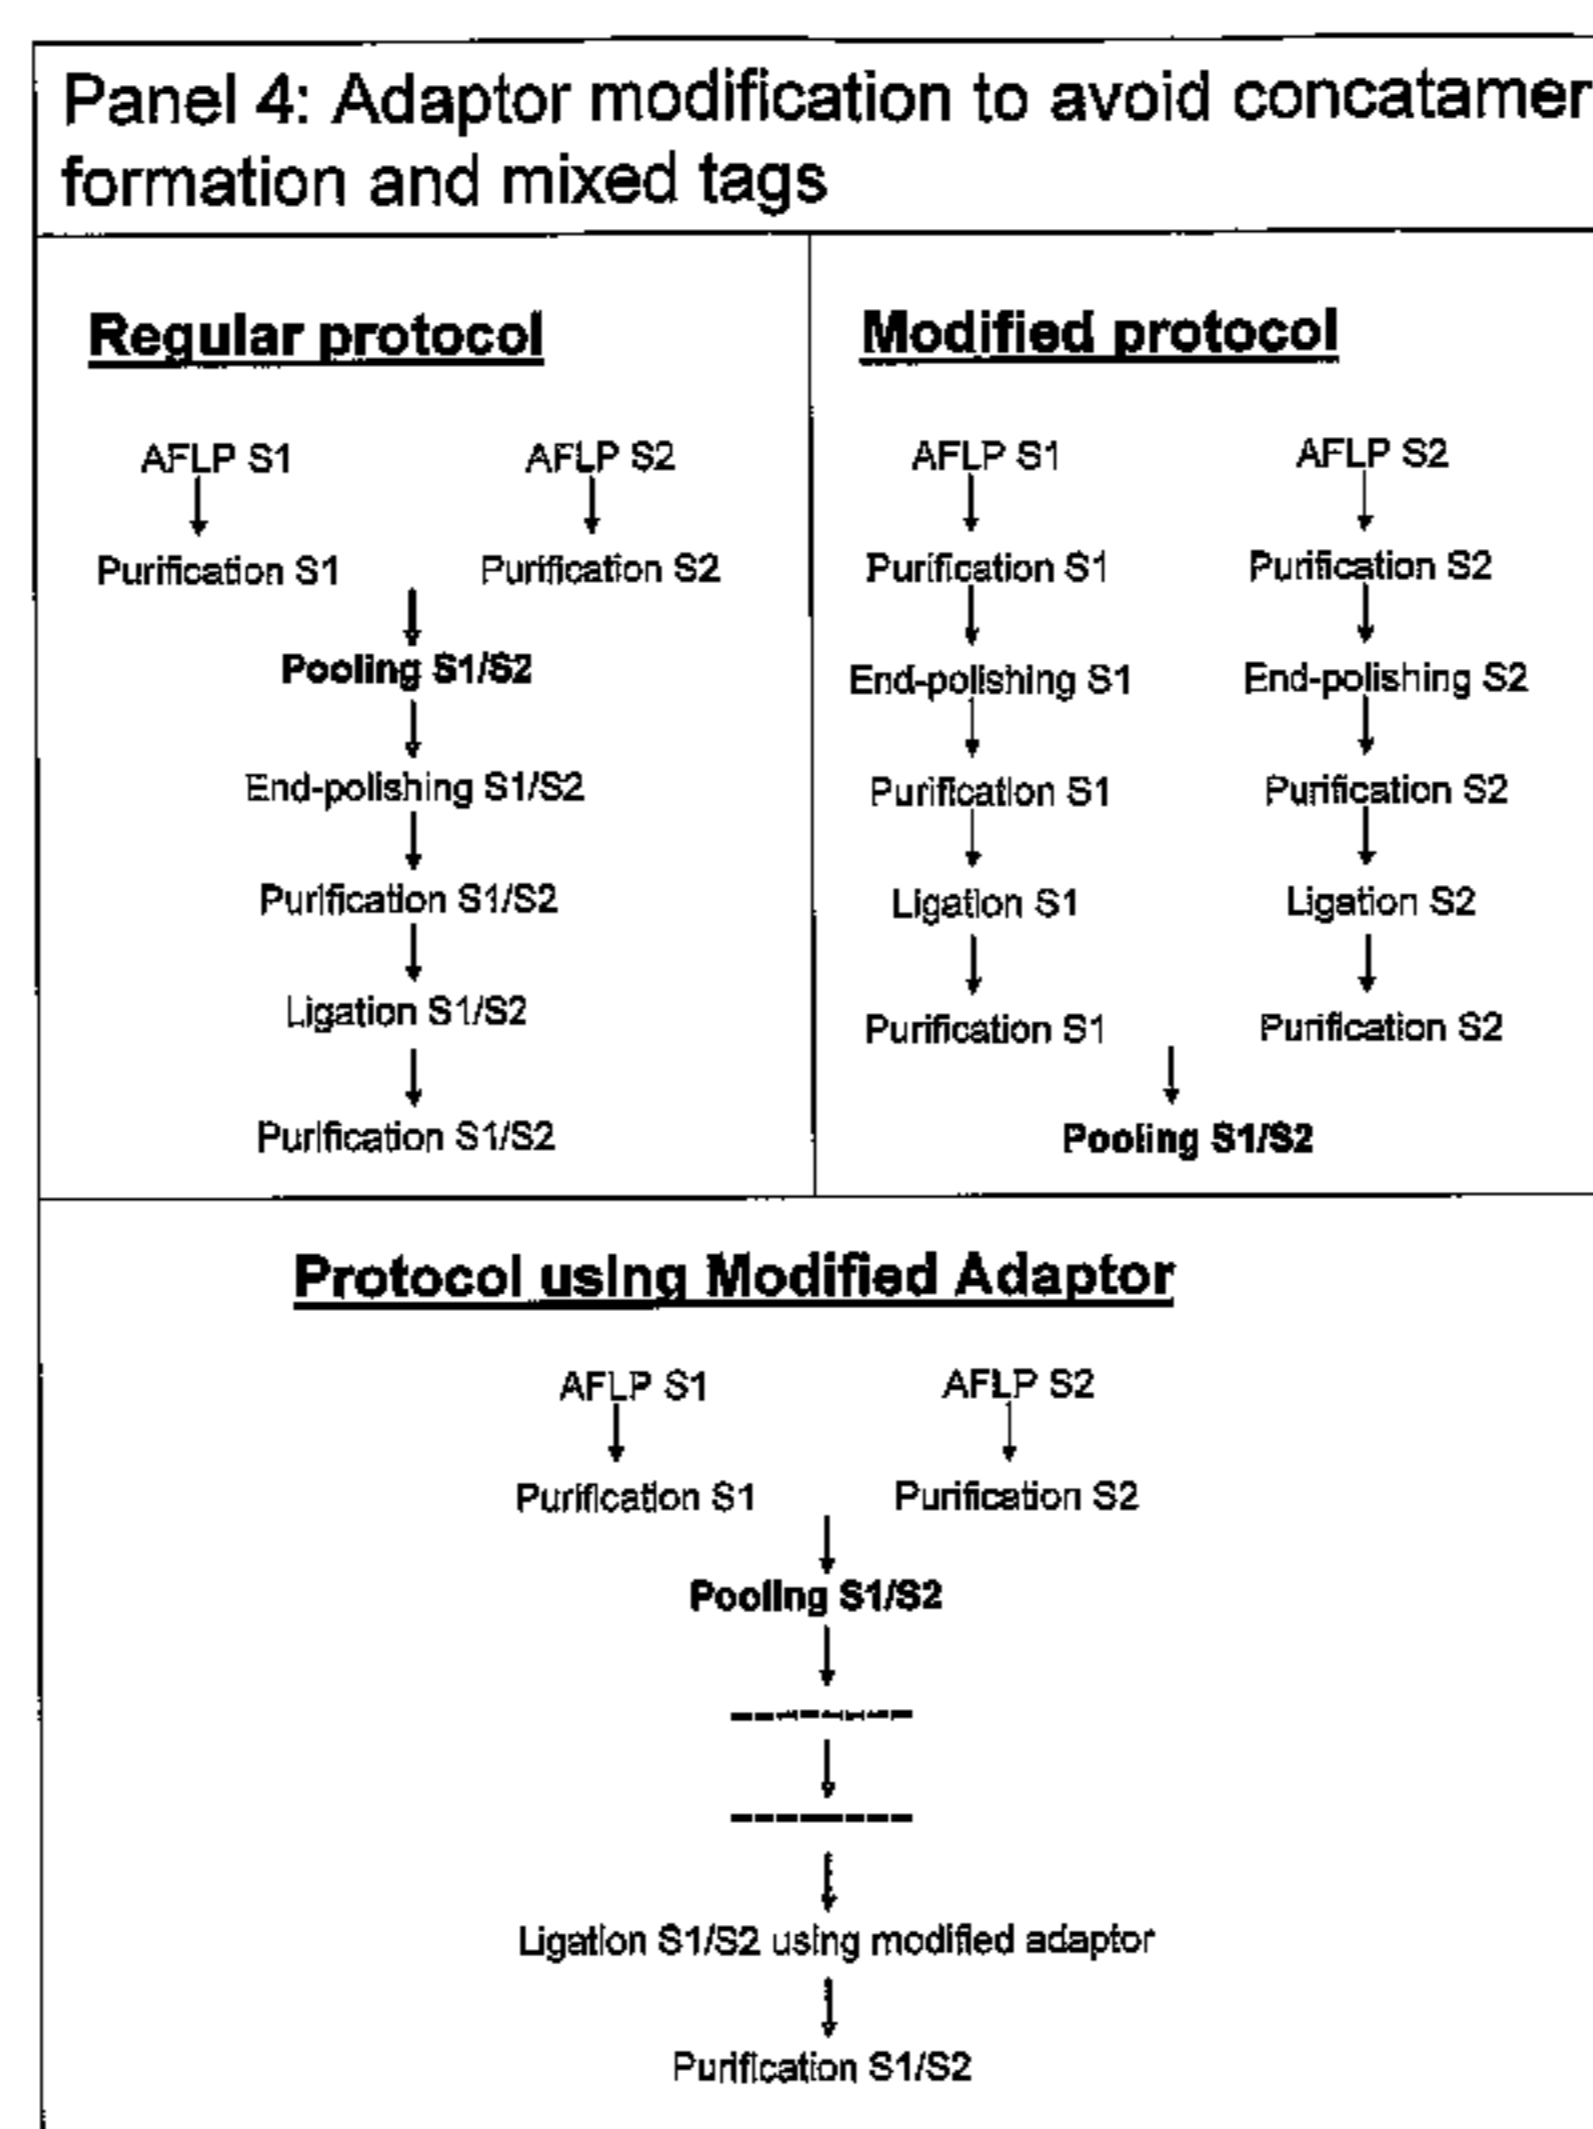 Panel 4: Adaptor modification to avoid concatamer
formation and mixed tags
Regular protocol
AFLP S1
AFLP S2
Purification S1
Purification S2
Pooling S1/S2
End-polishing S1/S2
Purification S1/S2
Ligation S1/S2
Purification S1/S2
Modified protocol
AFLP S1
AFLP S2
Purification S1
Purification S2
End-polishing S1
End-polishing S2
Purification S1
Purification S2
Ligation S1
Ligation S2
Purification S1
Purification S2
Pooling S1/S2
Protocol using Modified Adaptor
AFLP S1
AFLP S2
Purification S1
Purification S2
Pooling S1/S2
--------
--------
Ligation S1/S2 using modified adaptor
Purification S1/S2